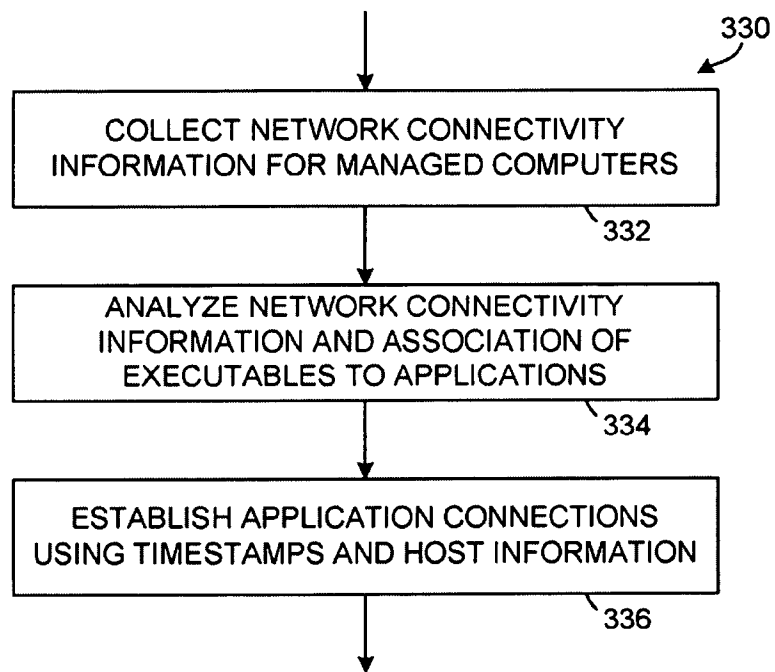 330
COLLECT NETWORK CONNECTIVITY
INFORMATION FOR MANAGED COMPUTERS
332
ANALYZE NETWORK CONNECTIVITY
INFORMATION AND ASSOCIATION OF
EXECUTABLES TO APPLICATIONS
334
ESTABLISH APPLICATION CONNECTIONS
USING TIMESTAMPS AND HOST INFORMATION
336